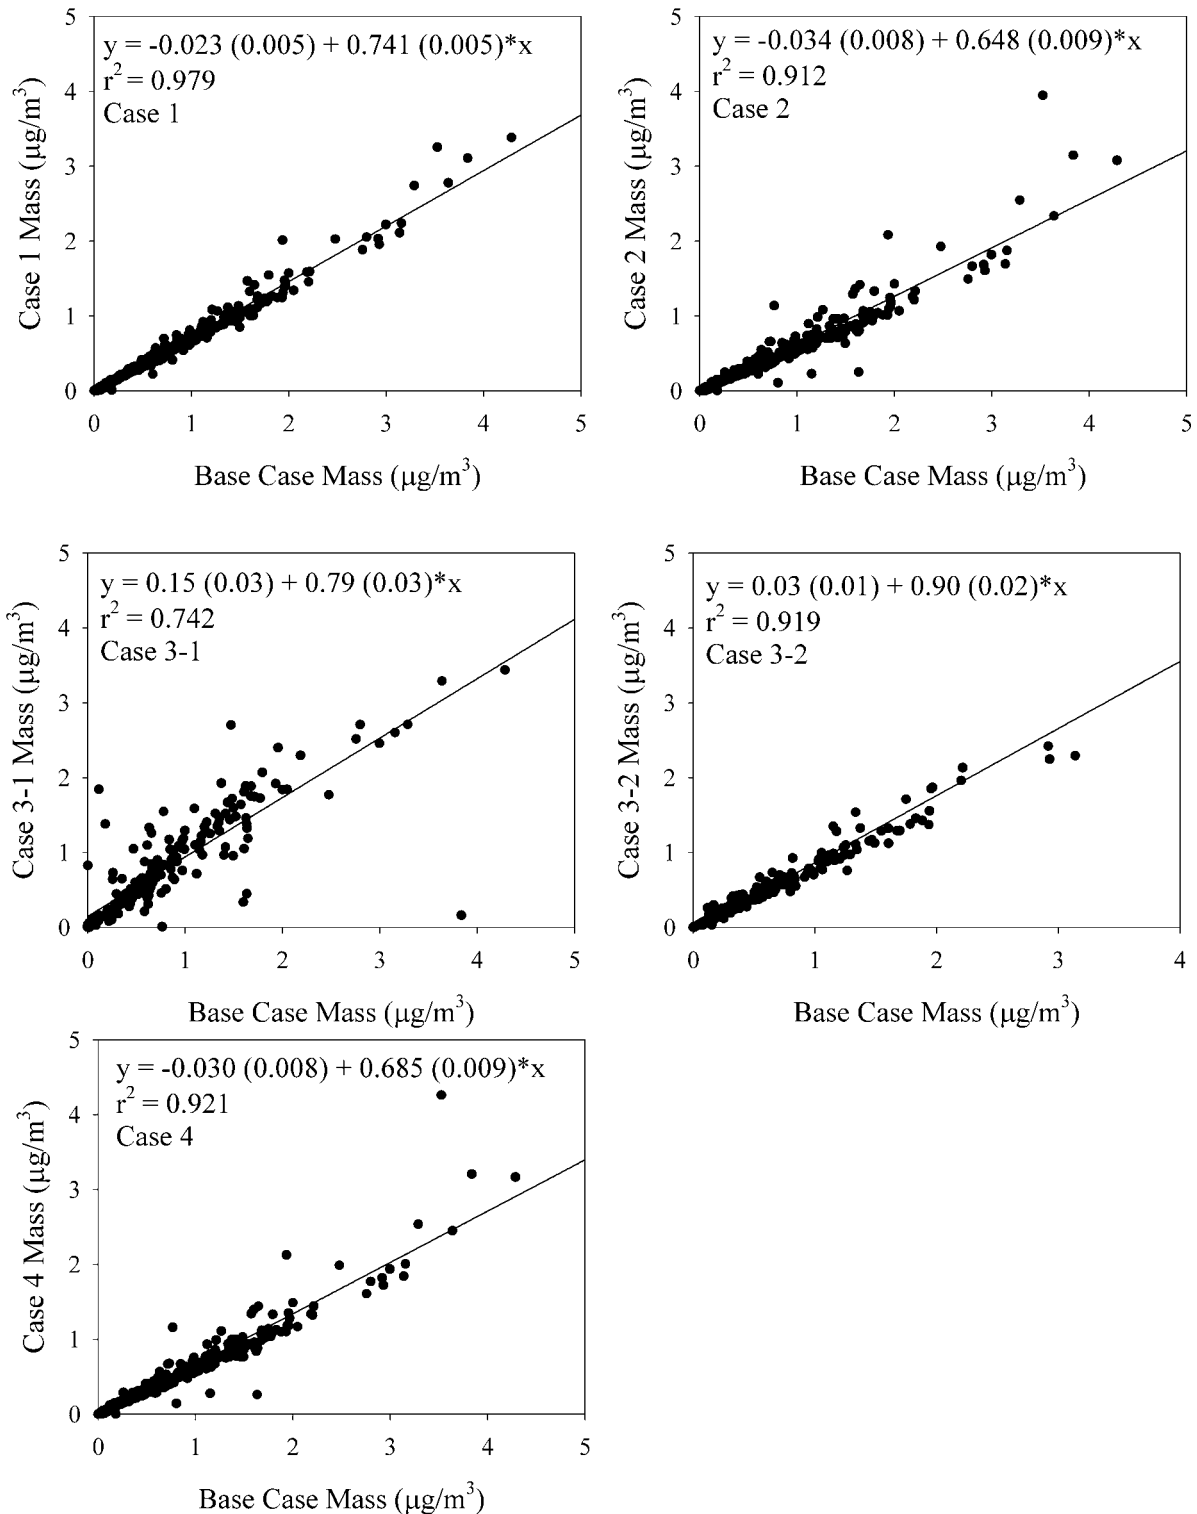 y = -0.023 (0.005) + 0.741 (0.005)*x
r² = 0.979
Case 1
Case 1 Mass (μg/m³)
5
4
3
2
1
0
0 1 2 3 4 5
Base Case Mass (μg/m³)
y = -0.034 (0.008) + 0.648 (0.009)*x
r² = 0.912
Case 2
Case 2 Mass (μg/m³)
5
4
3
2
1
0
0 1 2 3 4 5
Base Case Mass (μg/m³)
y = 0.15 (0.03) + 0.79 (0.03)*x
r² = 0.742
Case 3-1
Case 3-1 Mass (μg/m³)
5
4
3
2
1
0
0 1 2 3 4 5
Base Case Mass (μg/m³)
y = 0.03 (0.01) + 0.90 (0.02)*x
r² = 0.919
Case 3-2
Case 3-2 Mass (μg/m³)
5
4
3
2
1
0
0 1 2 3 4
Base Case Mass (μg/m³)
y = -0.030 (0.008) + 0.685 (0.009)*x
r² = 0.921
Case 4
Case 4 Mass (μg/m³)
5
4
3
2
1
0
0 1 2 3 4 5
Base Case Mass (μg/m³)